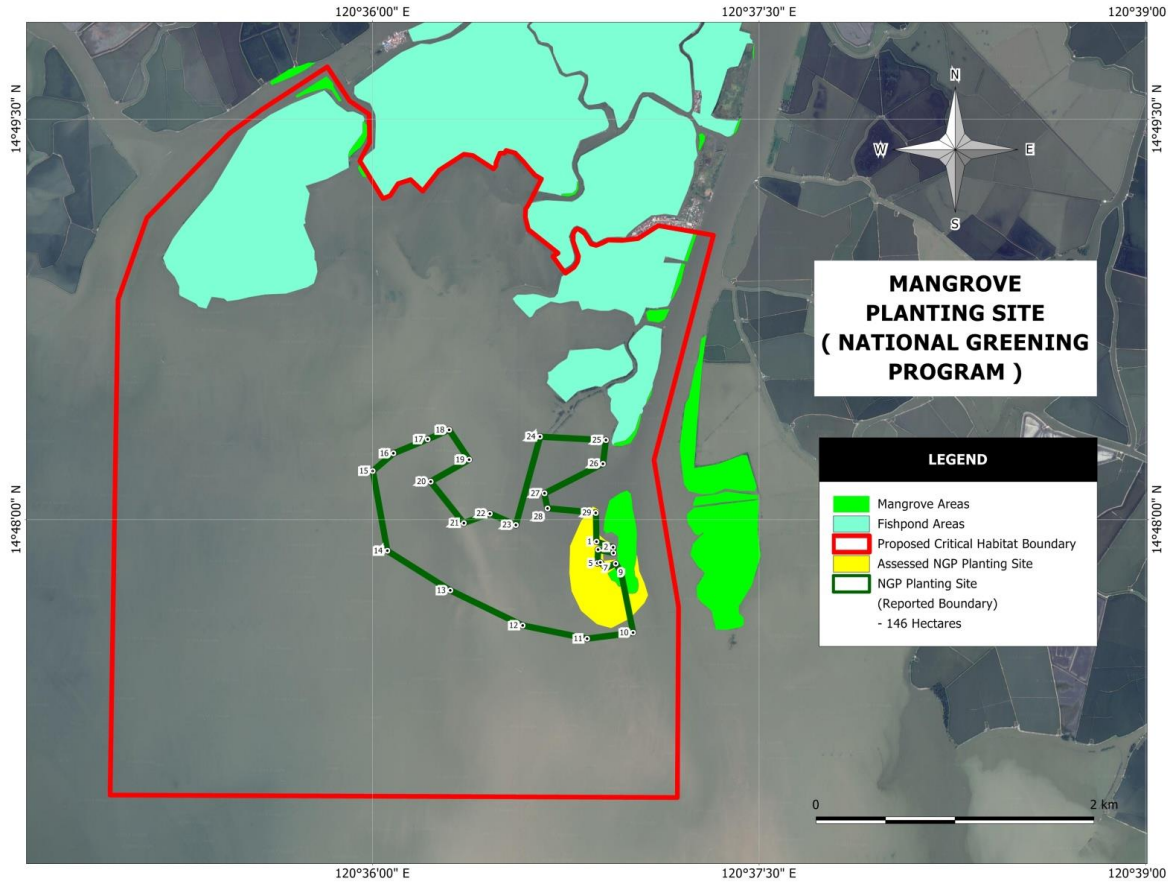 120°36'00" E
120°37'30" E
120°39'00
14°49'30" N
14°49'30" N
N
W
E
S
MANGROVE
PLANTING SITE
( NATIONAL GREENING
PROGRAM )
LEGEND
Mangrove Areas
Fishpond Areas
Proposed Critical Habitat Boundary
Assessed NGP Planting Site
NGP Planting Site
(Reported Boundary)
- 146 Hectares
18
17
16
15
19
20
21
22
23
24
25
26
27
28
29
1
2
5
7
9
10
11
12
13
14
14°48'00" N
14°48'00" N
0
2 km
120°36'00" E
120°37'30" E
120°39'00